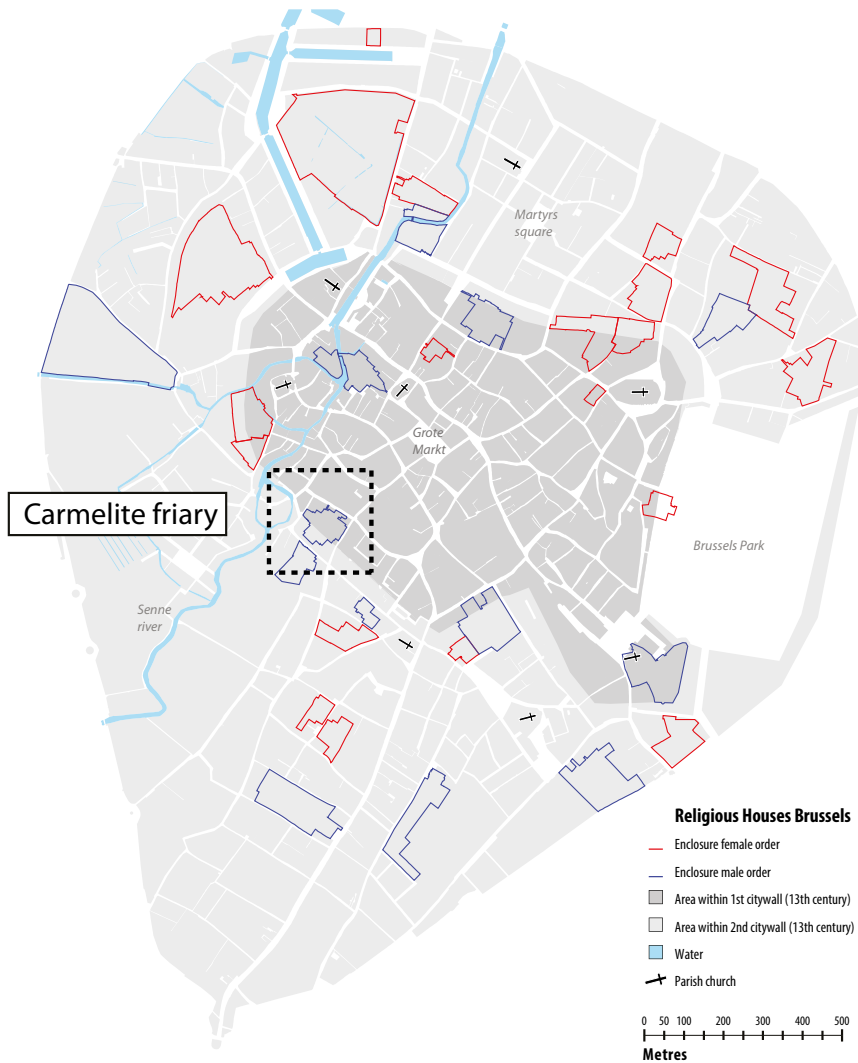 Martyrs
square
Grote
Markt
Carmelite friary
Brussels Park
Senne
river
Religious Houses Brussels
Enclosure female order
Enclosure male order
Area within 1st citywall (13th century)
Area within 2nd citywall (13th century)
Water
Parish church
0 50 100 200 300 400 500
Metres